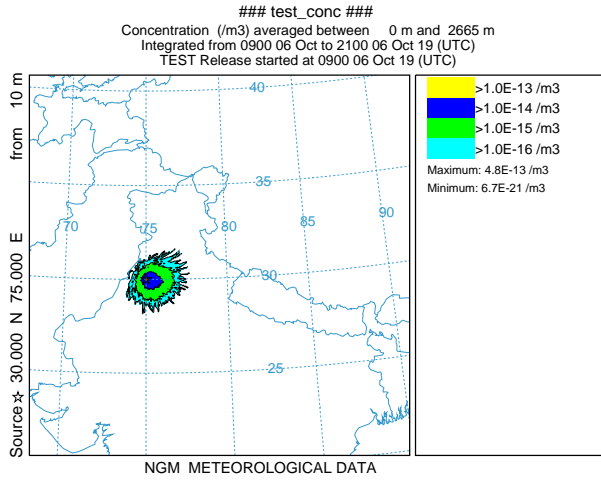 ### test_conc ###
Concentration (/m3) averaged between 0 m and 2665 m
Integrated from 0900 06 Oct to 2100 06 Oct 19 (UTC)
TEST Release started at 0900 06 Oct 19 (UTC)
Source ☆ 30.000 N 75.000 E from 10 m
40
35
90
70
75
80
30
25
>1.0E-13 /m3
>1.0E-14 /m3
>1.0E-15 /m3
>1.0E-16 /m3
Maximum: 4.8E-13 /m3
Minimum: 6.7E-21 /m3
NGM METEOROLOGICAL DATA